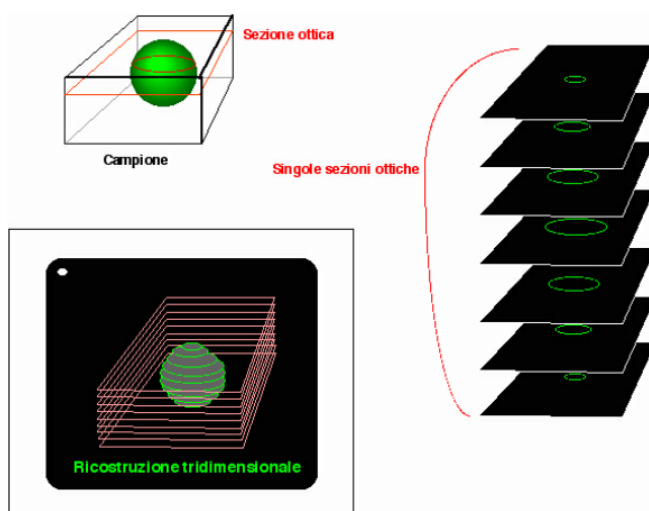 Sezione ottica
Campione
Singole sezioni ottiche
Ricostruzione tridimensionale